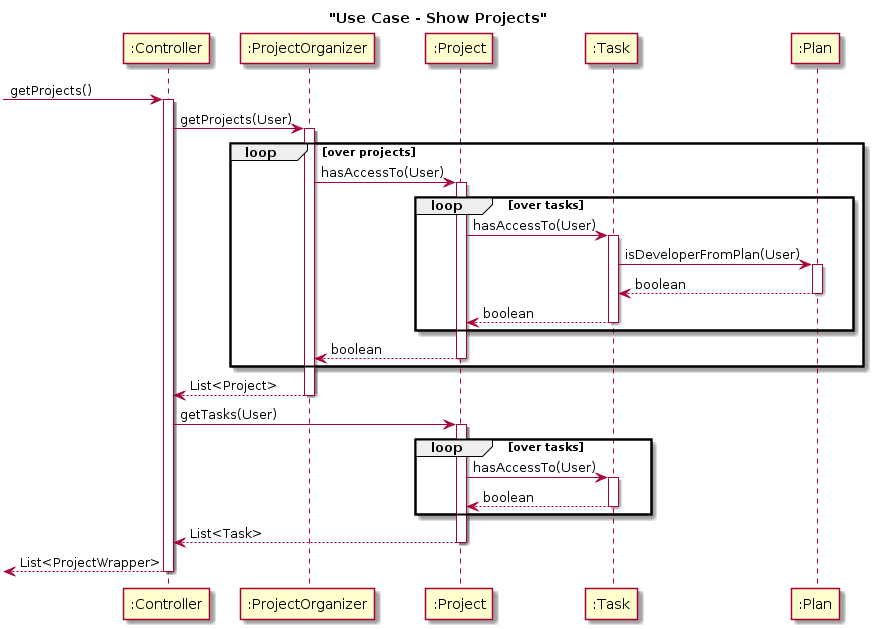 "Use Case - Show Projects"
:Controller :ProjectOrganizer :Project :Task :Plan
getProjects()
getProjects(User)
loop [over projects]
hasAccessTo(User)
loop [over tasks]
hasAccessTo(User)
isDeveloperFromPlan(User)
boolean
boolean
boolean
List<Project>
getTasks(User)
loop [over tasks]
hasAccessTo(User)
boolean
List<Task>
List<ProjectWrapper>
:Controller :ProjectOrganizer :Project :Task :Plan